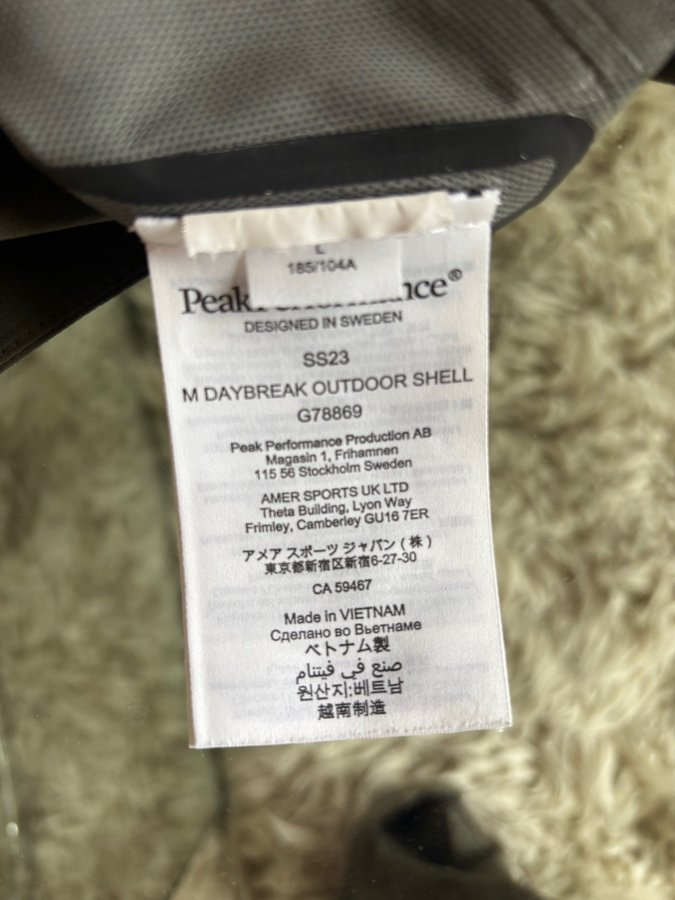 L
185/104A
Peak Performance®
DESIGNED IN SWEDEN
SS23
M DAYBREAK OUTDOOR SHELL
G78869
Peak Performance Production AB
Magasin 1, Frihamnen
115 56 Stockholm Sweden
AMER SPORTS UK LTD
Theta Building, Lyon Way
Frimley, Camberley GU16 7ER
アメア スポーツ ジャパン (株)
東京都新宿区新宿6-27-30
CA 59467
Made in VIETNAM
Сделано во Вьетнаме
ベトナム製
صنع في فيتنام
원산지:베트남
越南制造